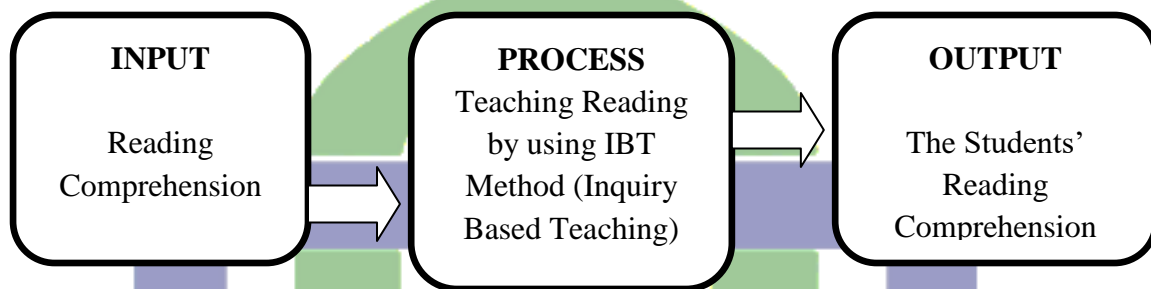 INPUT
Reading
Comprehension
PROCESS
Teaching Reading
by using IBT
Method (Inquiry
Based Teaching)
OUTPUT
The Students’
Reading
Comprehension